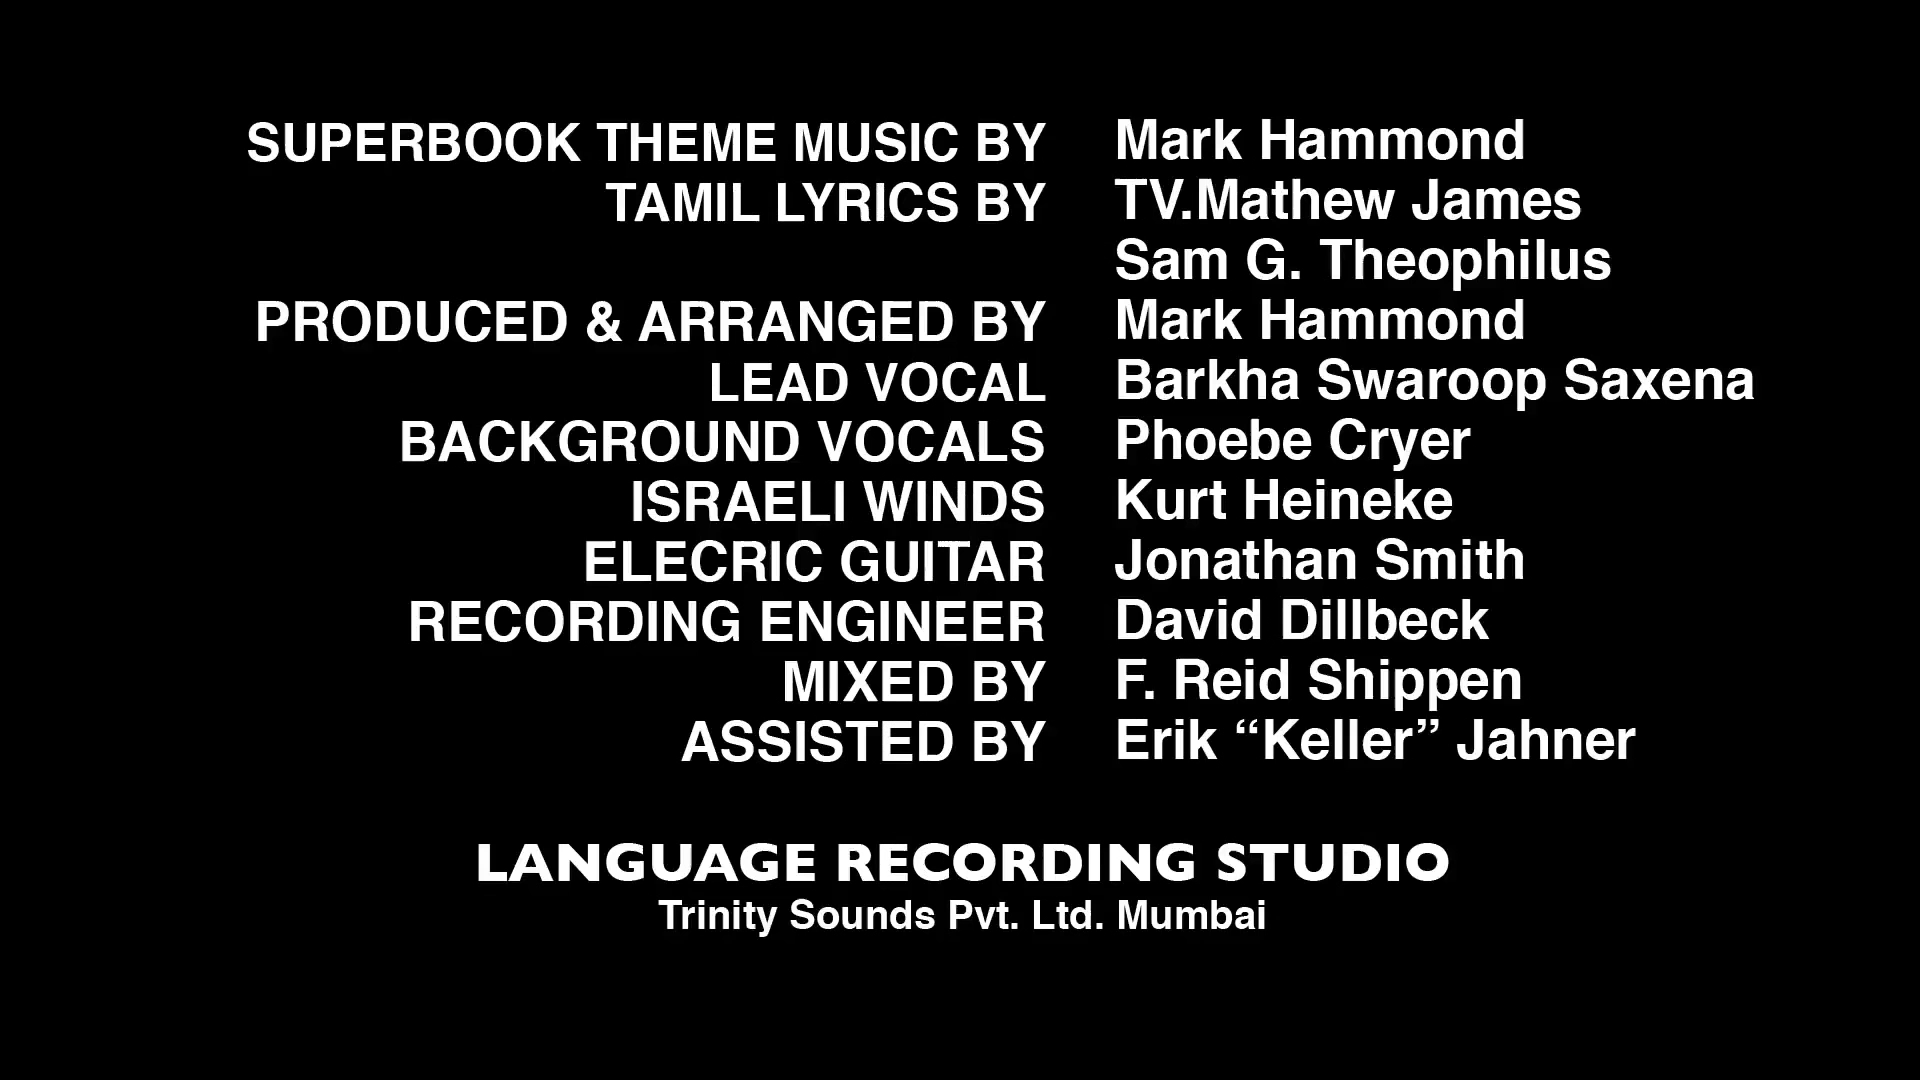 SUPERBOOK THEME MUSIC BY Mark Hammond
TAMIL LYRICS BY TV.Mathew James
Sam G. Theophilus
PRODUCED & ARRANGED BY Mark Hammond
LEAD VOCAL Barkha Swaroop Saxena
BACKGROUND VOCALS Phoebe Cryer
ISRAELI WINDS Kurt Heineke
ELECRIC GUITAR Jonathan Smith
RECORDING ENGINEER David Dillbeck
MIXED BY F. Reid Shippen
ASSISTED BY Erik “Keller” Jahner
LANGUAGE RECORDING STUDIO
Trinity Sounds Pvt. Ltd. Mumbai